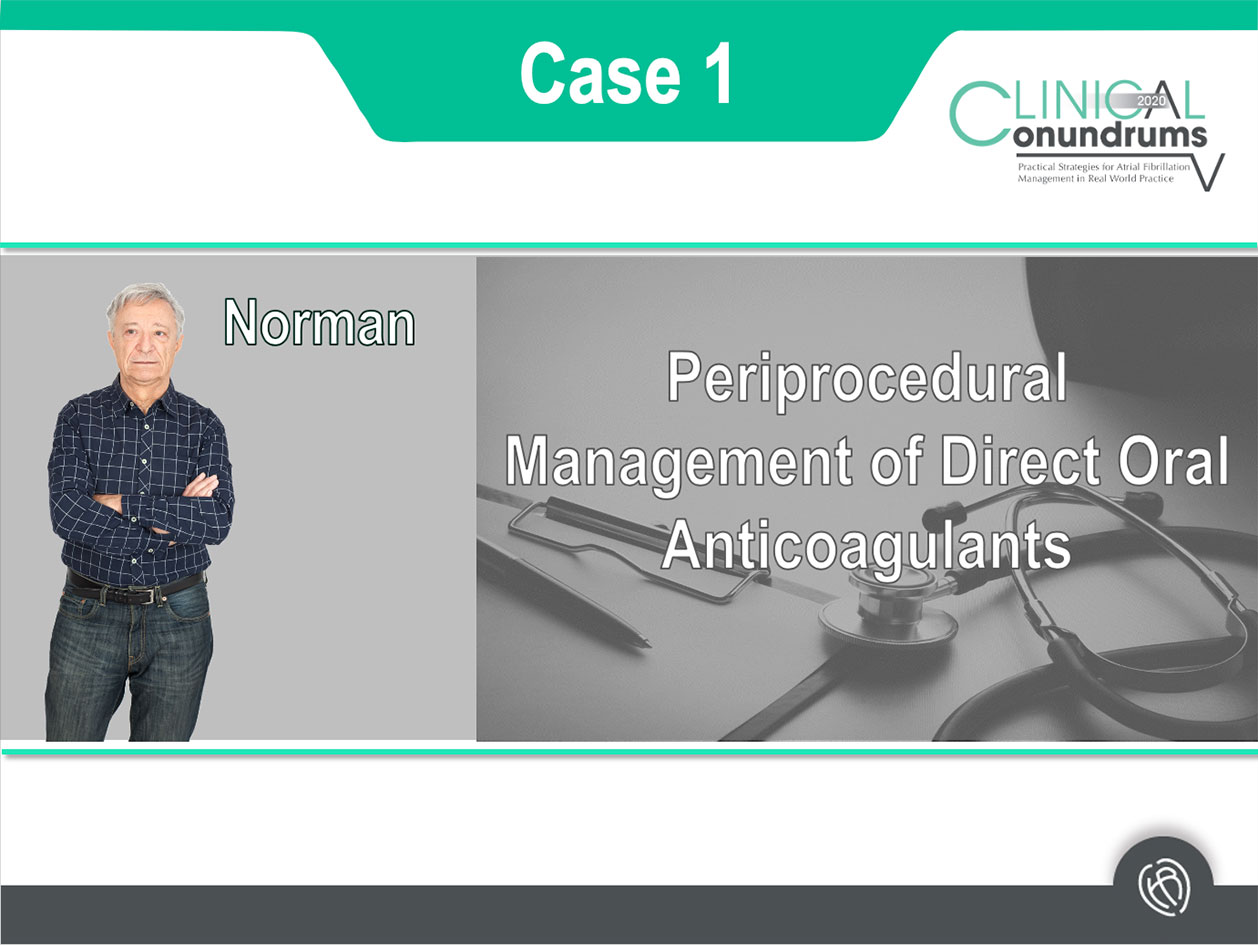 Case 1
CLINICAL
2020
Conundrums
Practical Strategies for Atrial Fibrillation
Management in Real World Practice
V
Norman
Periprocedural
Management of Direct Oral
Anticoagulants